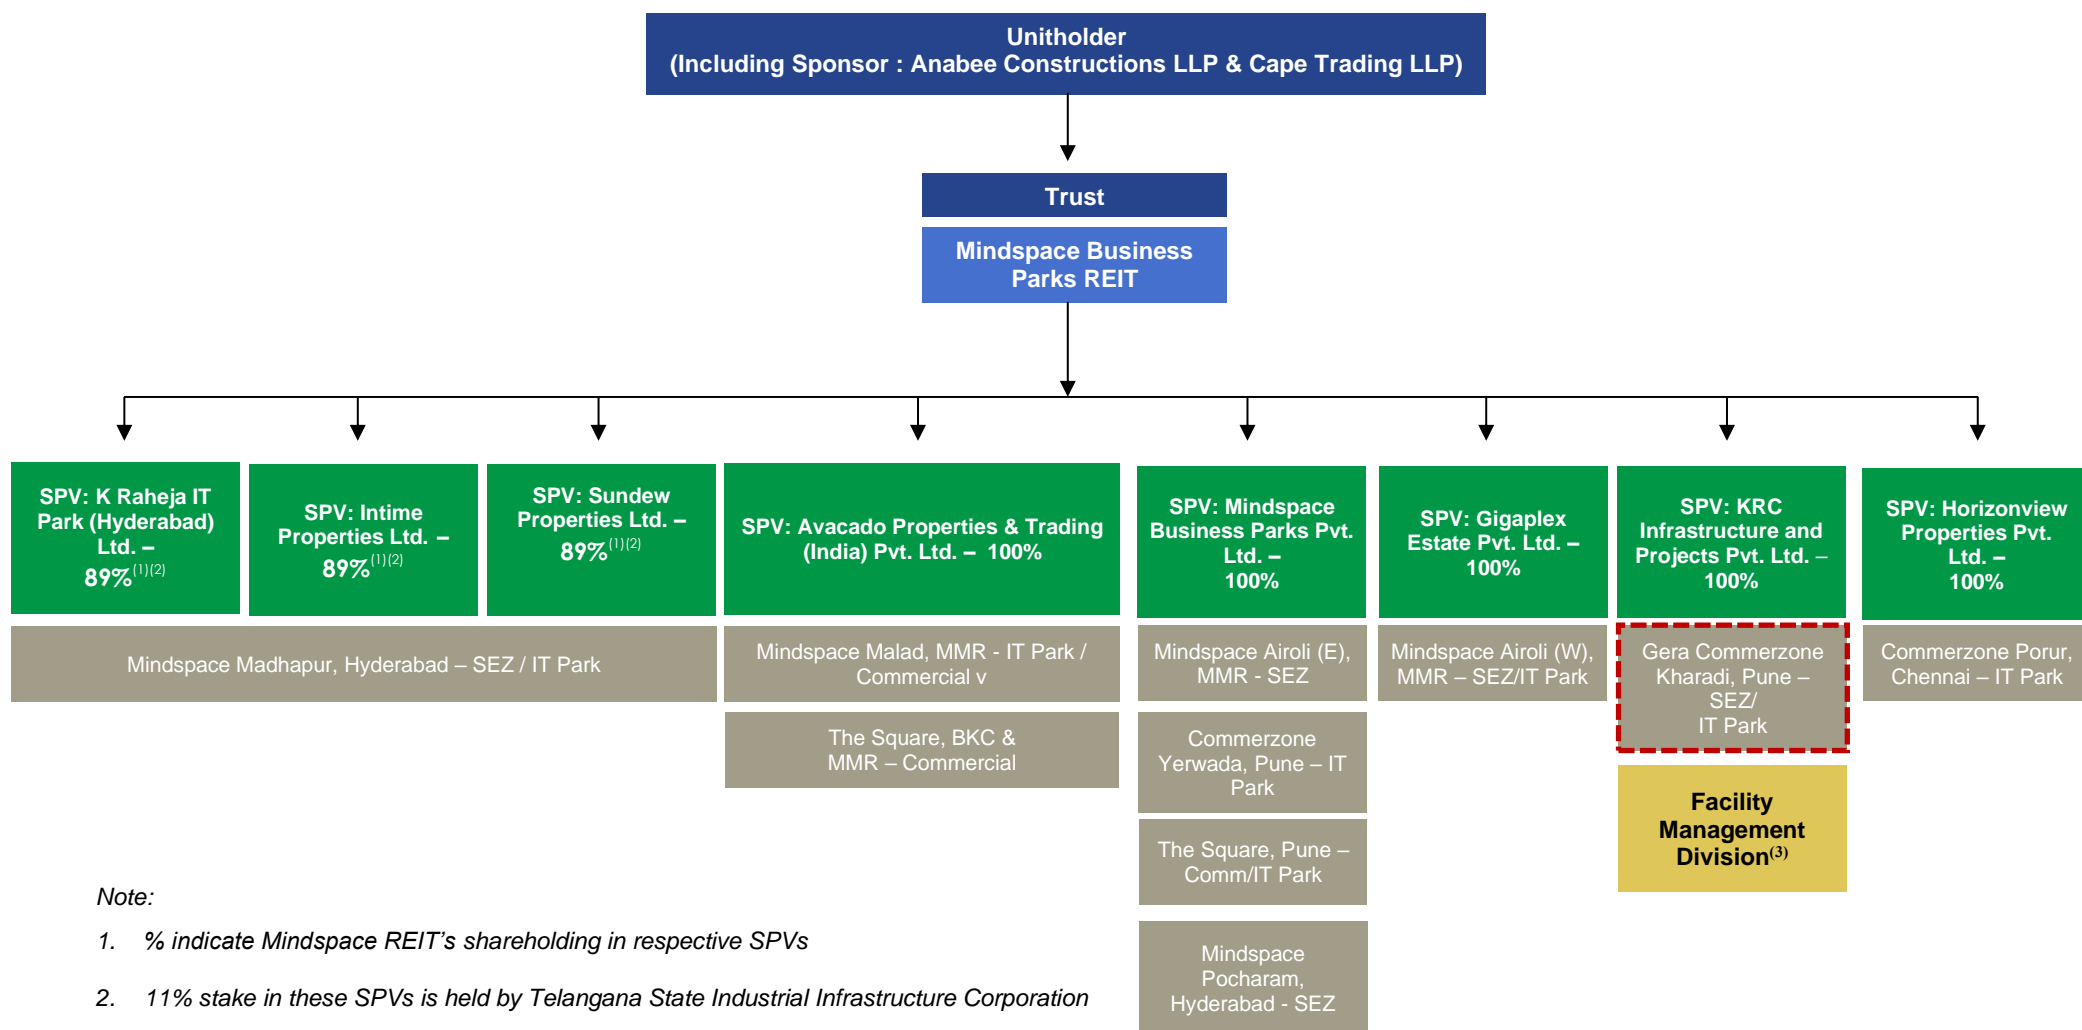 Unitholder
(Including Sponsor : Anabee Constructions LLP & Cape Trading LLP)
Trust
Mindspace Business
Parks REIT
SPV: K Raheja IT
Park (Hyderabad)
Ltd. –
89%(1)(2)
SPV: Intime
Properties Ltd. –
89%(1)(2)
SPV: Sundew
Properties Ltd. –
89%(1)(2)
SPV: Avacado Properties & Trading
(India) Pvt. Ltd. – 100%
SPV: Mindspace
Business Parks Pvt.
Ltd. –
100%
SPV: Gigaplex
Estate Pvt. Ltd. –
100%
SPV: KRC
Infrastructure and
Projects Pvt. Ltd. –
100%
SPV: Horizonview
Properties Pvt.
Ltd. –
100%
Mindspace Madhapur, Hyderabad – SEZ / IT Park
Mindspace Malad, MMR - IT Park /
Commercial v
The Square, BKC &
MMR – Commercial
Mindspace Airoli (E),
MMR - SEZ
Commerzone
Yerwada, Pune – IT
Park
The Square, Pune –
Comm/IT Park
Mindspace
Pocharam,
Hyderabad - SEZ
Mindspace Airoli (W),
MMR – SEZ/IT Park
Gera Commerzone
Kharadi, Pune –
SEZ/
IT Park
Facility
Management
Division(3)
Commerzone Porur,
Chennai – IT Park
Note:
1. % indicate Mindspace REIT’s shareholding in respective SPVs
2. 11% stake in these SPVs is held by Telangana State Industrial Infrastructure Corporation